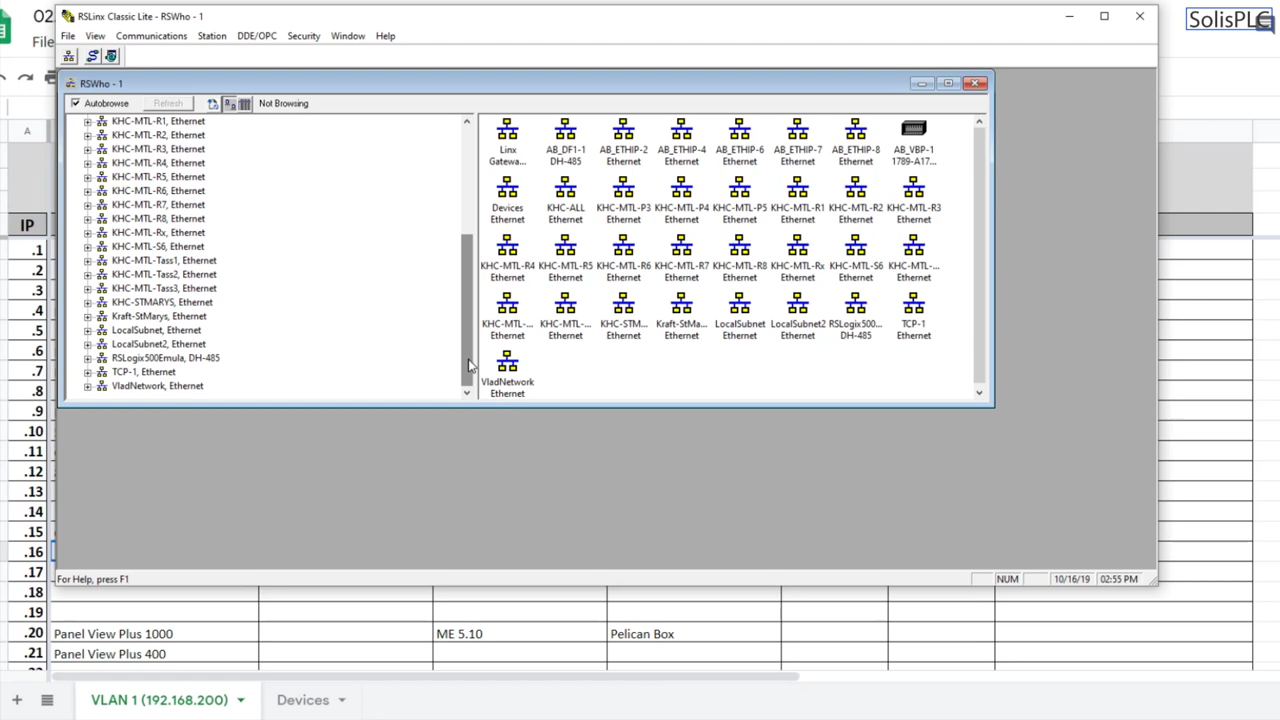 O2
File
SolisPLC
RSLinx Classic Lite - RSWho - 1
File View Communications Station DDE/OPC Security Window Help
RSWho - 1
Autobrowse Refresh Not Browsing
KHC-MTL-R1, Ethernet
KHC-MTL-R2, Ethernet
KHC-MTL-R3, Ethernet
KHC-MTL-R4, Ethernet
KHC-MTL-R5, Ethernet
KHC-MTL-R6, Ethernet
KHC-MTL-R7, Ethernet
KHC-MTL-R8, Ethernet
KHC-MTL-Rx, Ethernet
KHC-MTL-S6, Ethernet
KHC-MTL-Tass1, Ethernet
KHC-MTL-Tass2, Ethernet
KHC-MTL-Tass3, Ethernet
KHC-STMARYS, Ethernet
Kraft-StMarys, Ethernet
LocalSubnet, Ethernet
LocalSubnet2, Ethernet
RSLogix500Emula, DH-485
TCP-1, Ethernet
VladNetwork, Ethernet
Linx AB_DF1-1 AB_ETHIP-2 AB_ETHIP-4 AB_ETHIP-6 AB_ETHIP-7 AB_ETHIP-8 AB_VBP-1
Gatewa... DH-485 Ethernet Ethernet Ethernet Ethernet Ethernet 1789-A17...
Devices KHC-ALL KHC-MTL-P3 KHC-MTL-P4 KHC-MTL-P5 KHC-MTL-R1 KHC-MTL-R2 KHC-MTL-R3
Ethernet Ethernet Ethernet Ethernet Ethernet Ethernet Ethernet Ethernet
KHC-MTL-R4 KHC-MTL-R5 KHC-MTL-R6 KHC-MTL-R7 KHC-MTL-R8 KHC-MTL-Rx KHC-MTL-S6 KHC-MTL-...
Ethernet Ethernet Ethernet Ethernet Ethernet Ethernet Ethernet Ethernet
KHC-MTL-... KHC-MTL-... KHC-STM... Kraft-StMa... LocalSubnet LocalSubnet2 RSLogix500... TCP-1
Ethernet Ethernet Ethernet Ethernet Ethernet Ethernet DH-485 Ethernet
VladNetwork
Ethernet
For Help, press F1 NUM 10/16/19 02:55 PM
A
IP
.1
.2
.3
.4
.5
.6
.7
.8
.9
.10
.11
.12
.13
.14
.15
.16
.17
.18
.19
.20 Panel View Plus 1000 ME 5.10 Pelican Box
.21 Panel View Plus 400
VLAN 1 (192.168.200) Devices